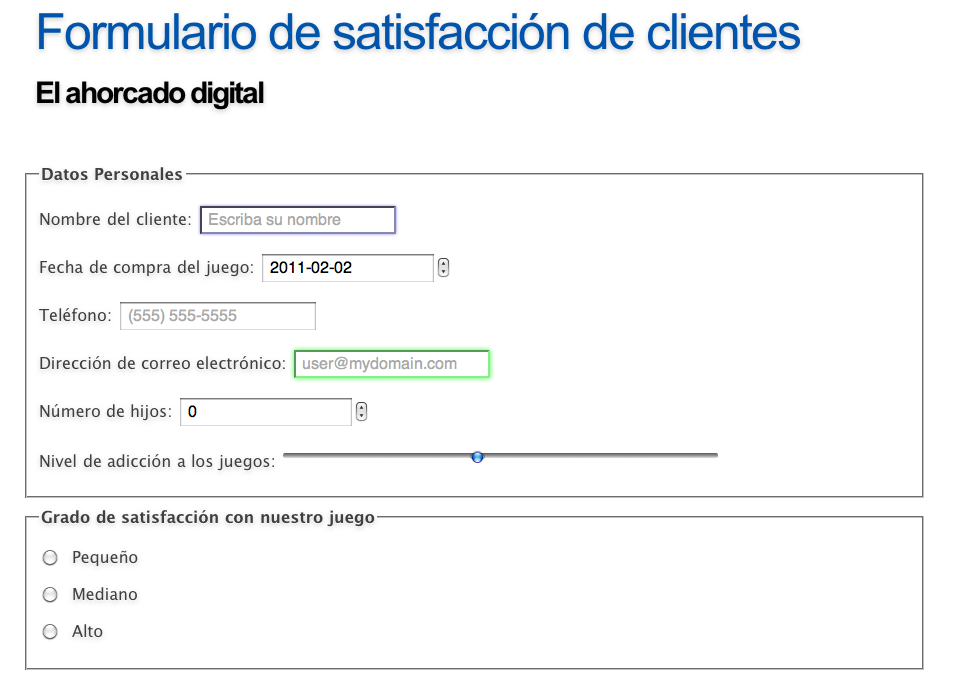 Formulario de satisfacción de clientes
El ahorcado digital
Datos Personales
Nombre del cliente: Escriba su nombre
Fecha de compra del juego: 2011-02-02
Teléfono: (555) 555-5555
Dirección de correo electrónico: user@mydomain.com
Número de hijos: 0
Nivel de adicción a los juegos:
Grado de satisfacción con nuestro juego
Pequeño
Mediano
Alto